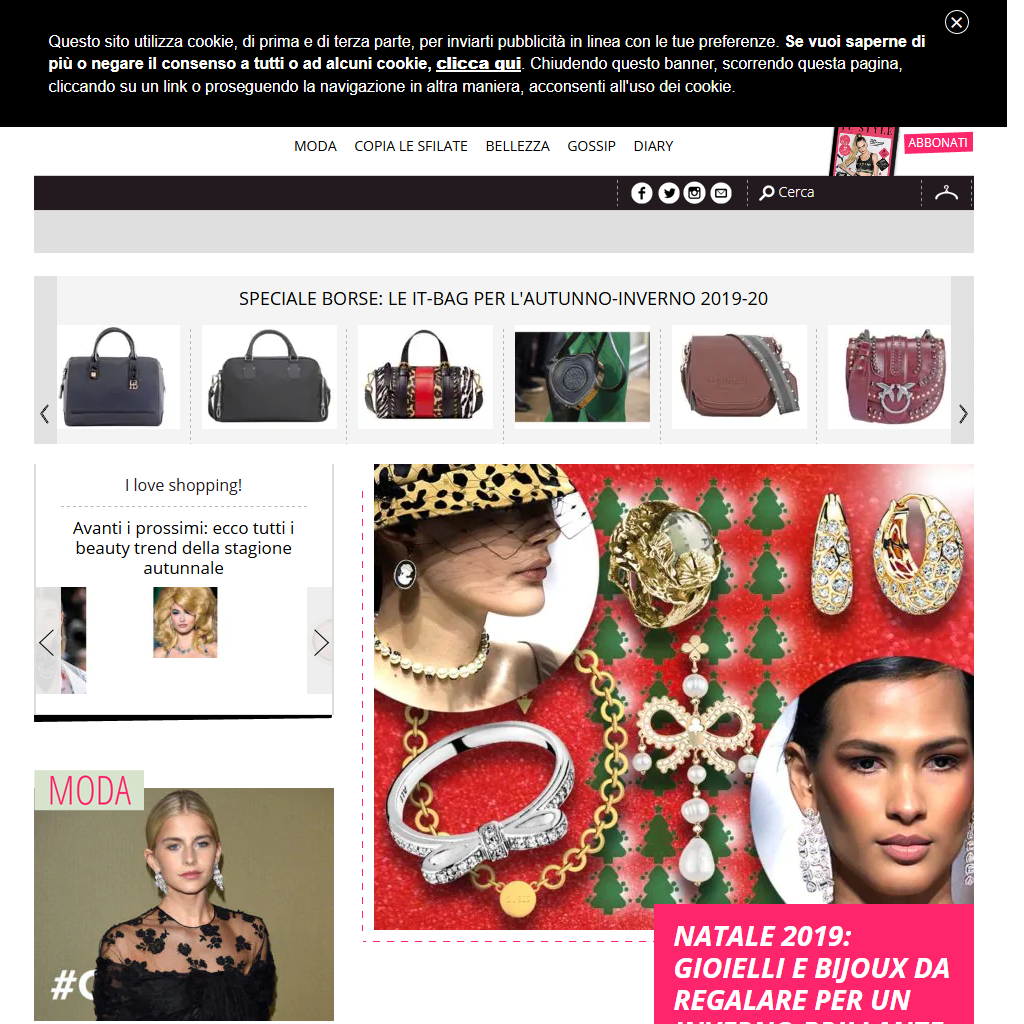 Questo sito utilizza cookie, di prima e di terza parte, per inviarti pubblicità in linea con le tue preferenze. Se vuoi saperne di
più o negare il consenso a tutti o ad alcuni cookie, clicca qui. Chiudendo questo banner, scorrendo questa pagina,
cliccando su un link o proseguendo la navigazione in altra maniera, acconsenti all'uso dei cookie.
MODA COPIA LE SFILATE BELLEZZA GOSSIP DIARY
ABBONATI
Cerca
SPECIALE BORSE: LE IT-BAG PER L'AUTUNNO-INVERNO 2019-20
I love shopping!
Avanti i prossimi: ecco tutti i
beauty trend della stagione
autunnale
MODA
NATALE 2019:
GIOIELLI E BIJOUX DA
REGALARE PER UN
INVERNO BRILLANTE